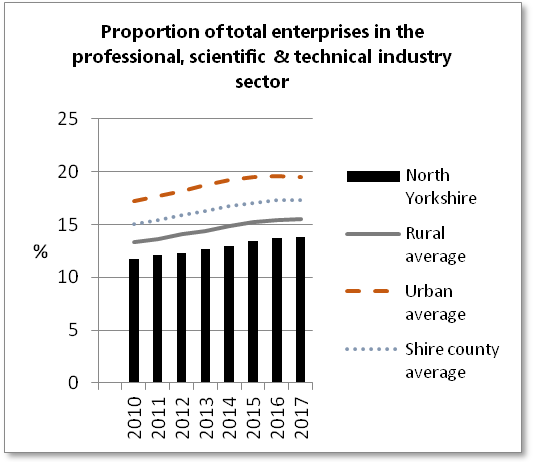 Proportion of total enterprises in the
professional, scientific & technical industry
sector
25
20
15
10
5
0
%
2010
2011
2012
2013
2014
2015
2016
2017
North
Yorkshire
Rural
average
Urban
average
Shire county
average